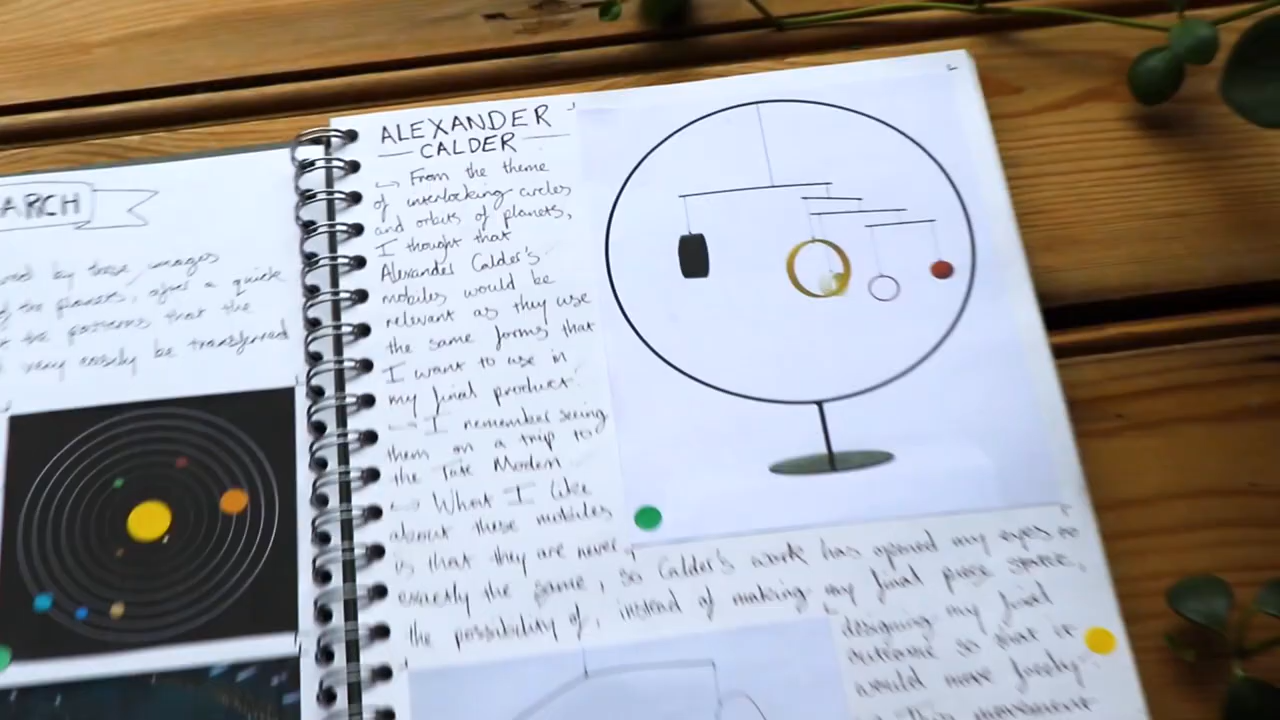 ARCH
by these images
of the planets, after a quick
the patterns that the
very easily be transferred
ALEXANDER
CALDER
From the theme
of interlocking circles
and orbits of planets,
I thought that
Alexander Calder's
mobiles would be
relevant as they use
the same forms that
I want to use in
my final product.
I remember seeing
them on a trip to
the Tate Modern
What I like
about these mobiles
is that they are never
exactly the same, so Calder's work has opened my eyes to
the possibility of, instead of making my final piece static,
designing my final
outcome so that it
would move freely.
This movement